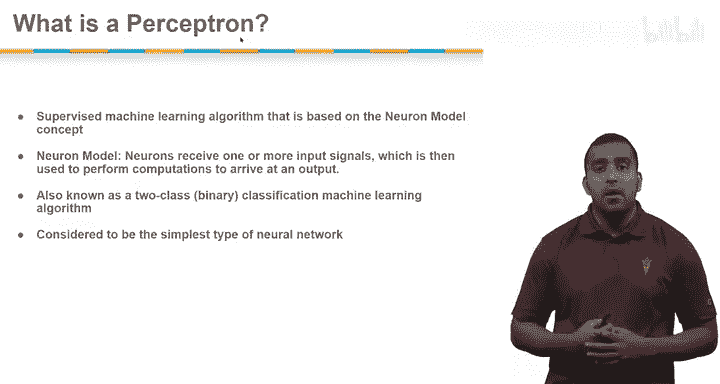 What is a Perceptron?
● Supervised machine learning algorithm that is based on the Neuron Model
concept
● Neuron Model: Neurons receive one or more input signals, which is then
used to perform computations to arrive at an output.
● Also known as a two-class (binary) classification machine learning
algorithm
● Considered to be the simplest type of neural network